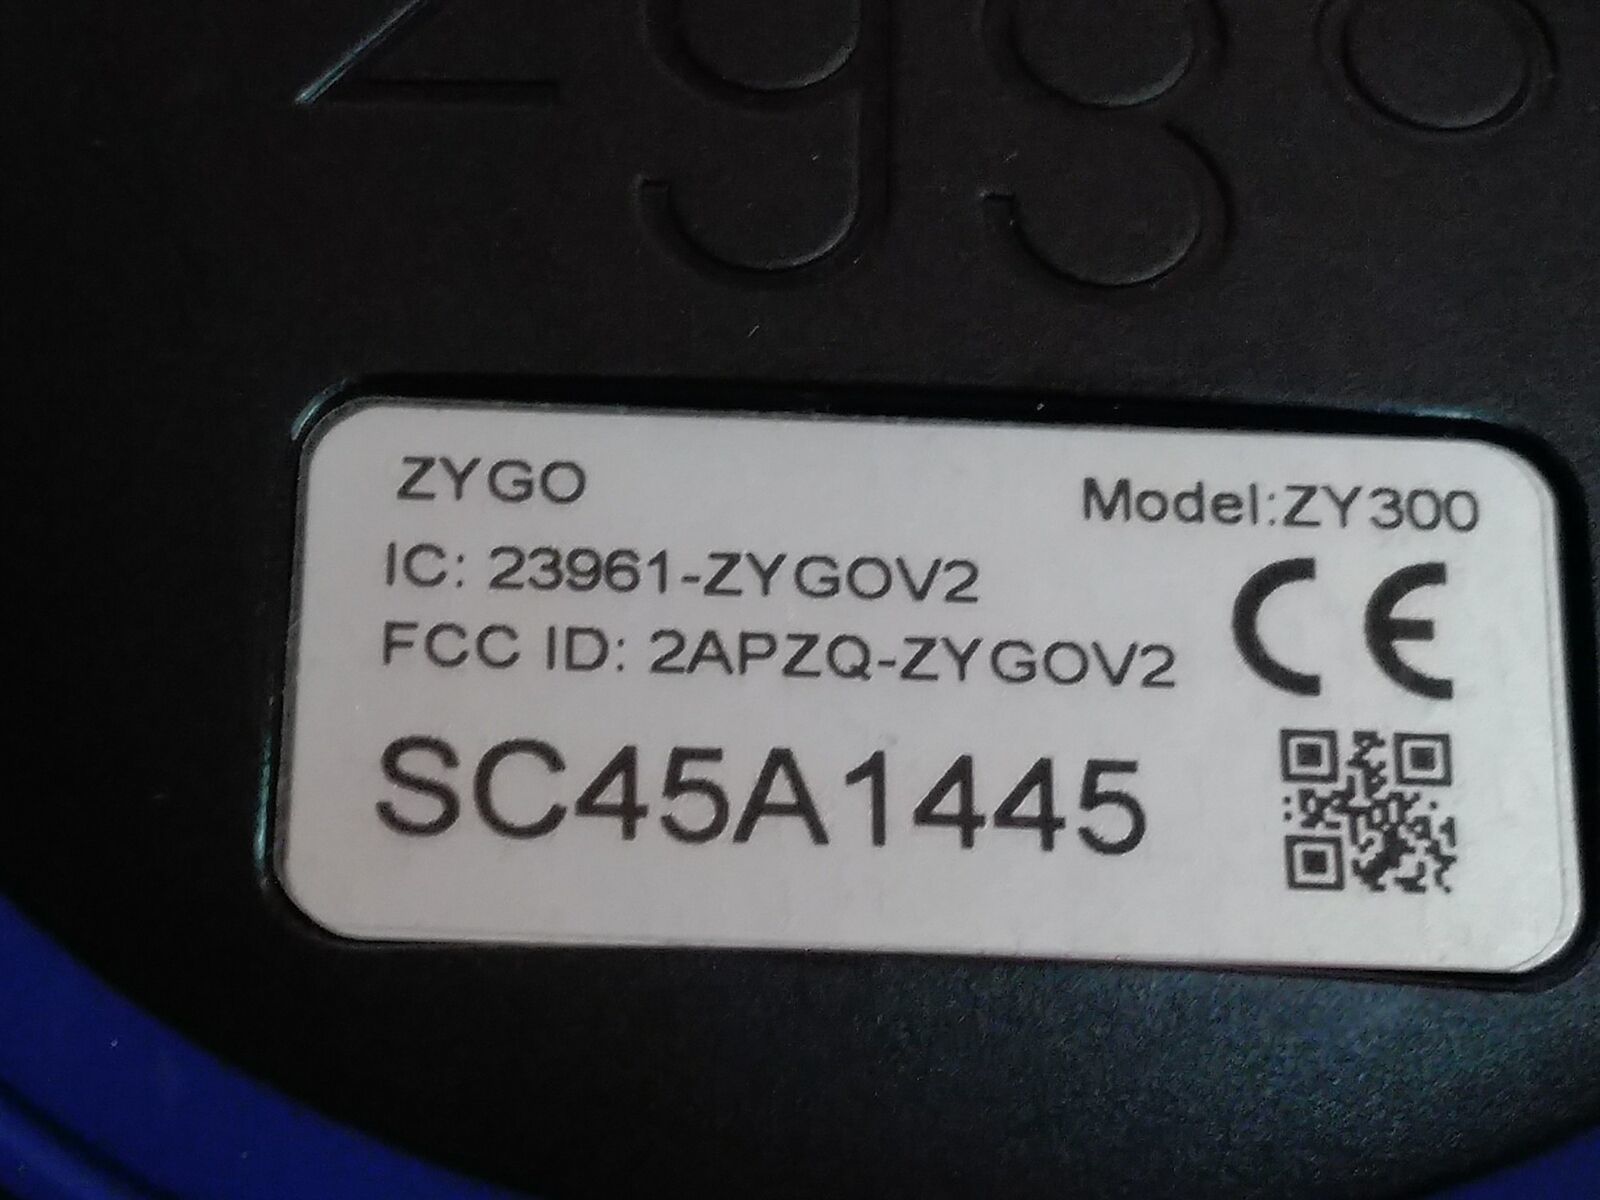 zygo
ZYGO
Model:ZY300
IC: 23961-ZYGOV2
FCC ID: 2APZQ-ZYGOV2
CE
SC45A1445